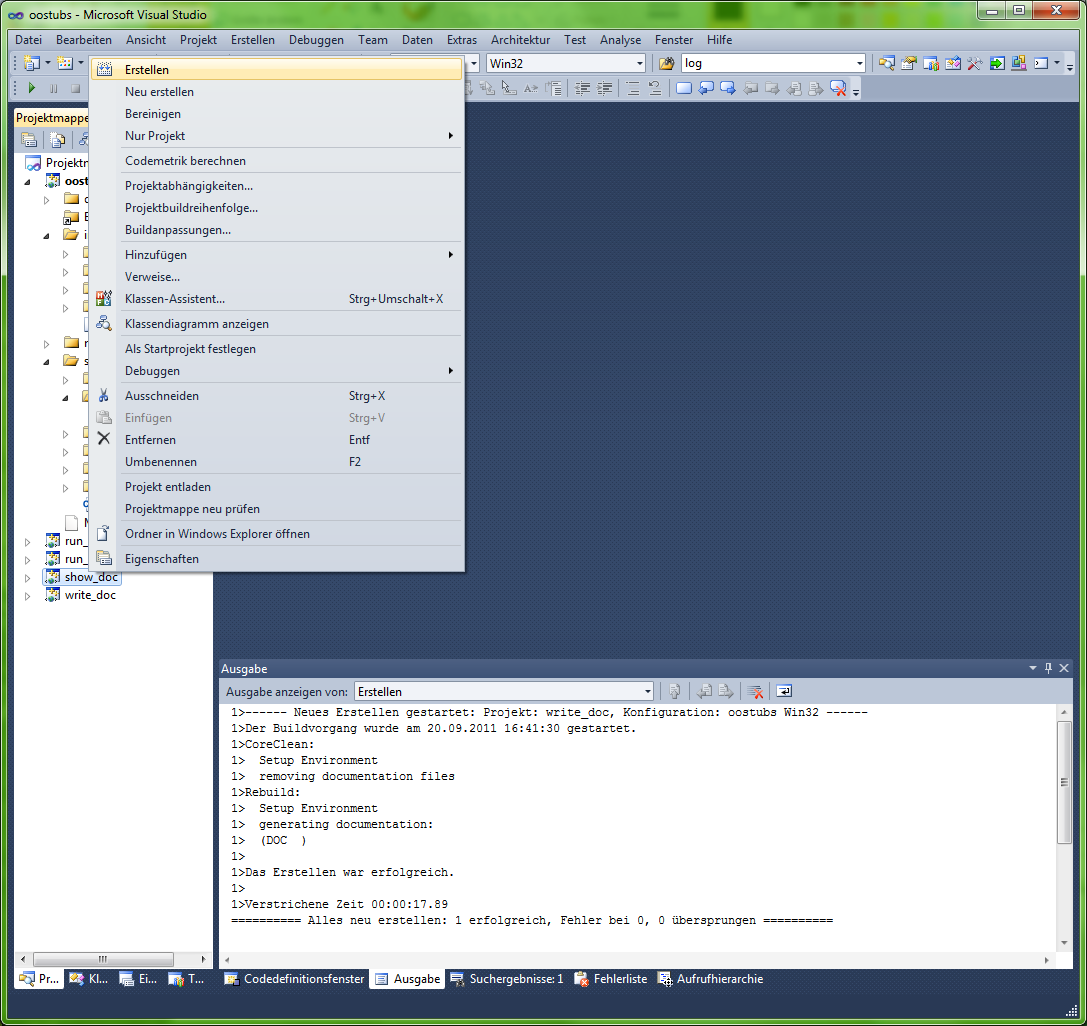 oostubs - Microsoft Visual Studio
Datei Bearbeiten Ansicht Projekt Erstellen Debuggen Team Daten Extras Architektur Test Analyse Fenster Hilfe
Win32 log
Projektmappe
Erstellen
Neu erstellen
Bereinigen
Nur Projekt
Codemetrik berechnen
Projektabhängigkeiten...
Projektbuildreihenfolge...
Buildanpassungen...
Hinzufügen
Verweise...
Klassen-Assistent... Strg+Umschalt+X
Klassendiagramm anzeigen
Als Startprojekt festlegen
Debuggen
Ausschneiden Strg+X
Einfügen Strg+V
Entfernen Entf
Umbenennen F2
Projekt entladen
Projektmappe neu prüfen
Ordner in Windows Explorer öffnen
Eigenschaften
run_
run_
show_doc
write_doc
Ausgabe
Ausgabe anzeigen von: Erstellen
1>------ Neues Erstellen gestartet: Projekt: write_doc, Konfiguration: oostubs Win32 ------
1>Der Buildvorgang wurde am 20.09.2011 16:41:30 gestartet.
1>CoreClean:
1>  Setup Environment
1>  removing documentation files
1>Rebuild:
1>  Setup Environment
1>  generating documentation:
1>  (DOC  )
1>
1>Das Erstellen war erfolgreich.
1>
1>Verstrichene Zeit 00:00:17.89
========== Alles neu erstellen: 1 erfolgreich, Fehler bei 0, 0 übersprungen ==========
Pr... Kl... Ei... T... Codedefinitionsfenster Ausgabe Suchergebnisse: 1 Fehlerliste Aufrufhierarchie